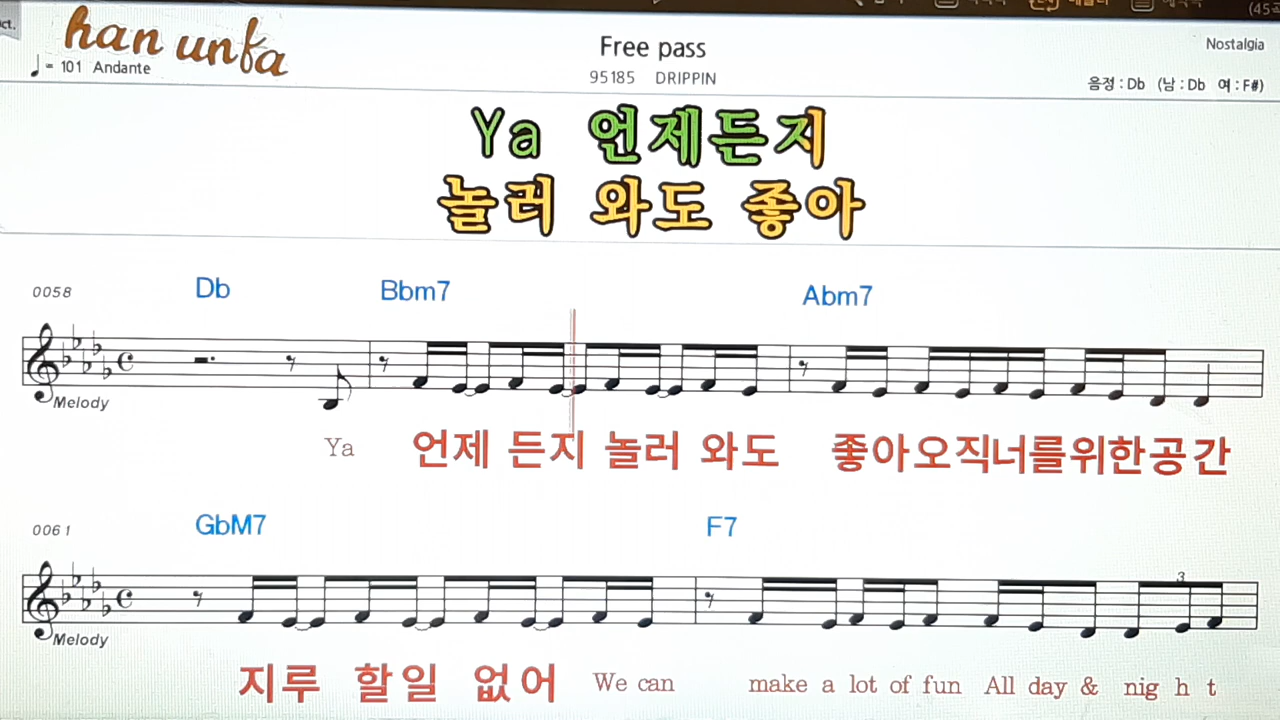 han unfa
Free pass
Nostalgia
♩= 101 Andante
95185 DRIPPIN
음정 : Db (남 : Db 여 : F#)
Ya 언제든지
놀러 와도 좋아
0058
Db Bbm7 Abm7
Melody
Ya 언제 든지 놀러 와도 좋아오직너를위한공간
0061
GbM7 F7
3
Melody
지루 할일 없어 We can make a lot of fun All day & nig h t